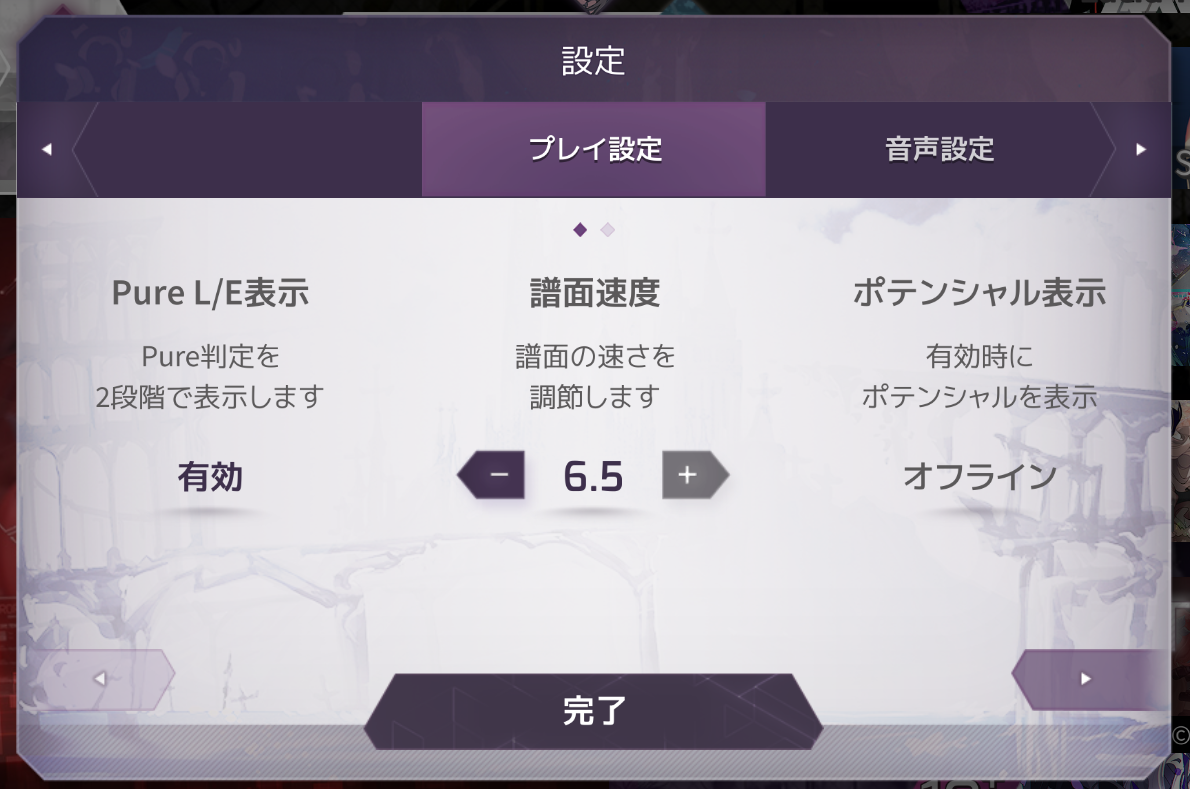 設定
プレイ設定
音声設定
Pure L/E表示
譜面速度
ポテンシャル表示
Pure判定を
2段階で表示します
譜面の速さを
調節します
有効時に
ポテンシャルを表示
有効
− 6.5 +
オフライン
完了
©